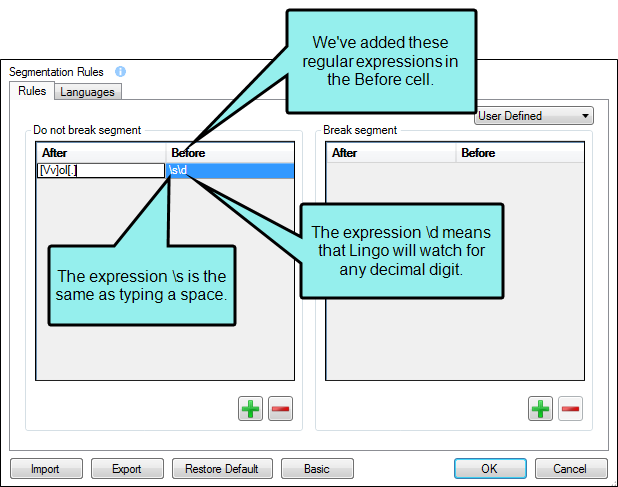 We've added these
regular expressions in
the Before cell.
Segmentation Rules
Rules Languages
User Defined
Do not break segment
Break segment
After Before
After Before
[Vv]ol[.] \s\d
The expression \d means
that Lingo will watch for
any decimal digit.
The expression \s is the
same as typing a space.
Import Export Restore Default Basic OK Cancel